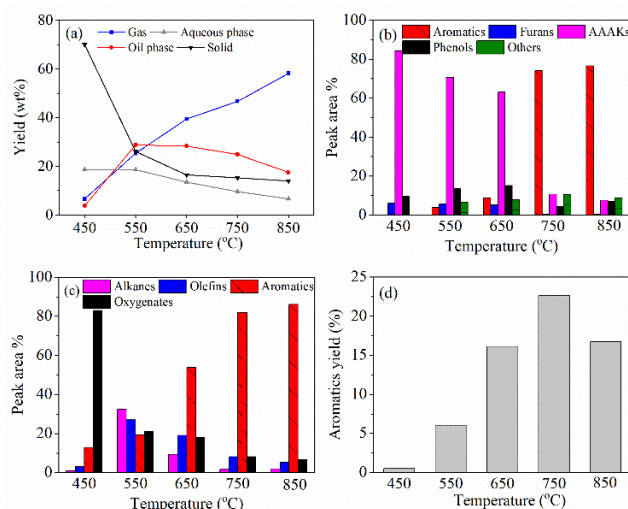 (a) Gas Aqueous phase
Oil phase Solid
80
60
40
20
0
Yield (wt%)
450 550 650 750 850
Temperature (°C)
(b) Aromatics Furans AAAKs
Phenols Others
100
80
60
40
20
0
Peak area %
450 550 650 750 850
Temperature (°C)
(c) Alkanes Olefins Aromatics
Oxygenates
100
80
60
40
20
0
Peak area %
450 550 650 750 850
Temperature (°C)
(d)
25
20
15
10
5
0
Aromatics yield (%)
450 550 650 750 850
Temperature (°C)